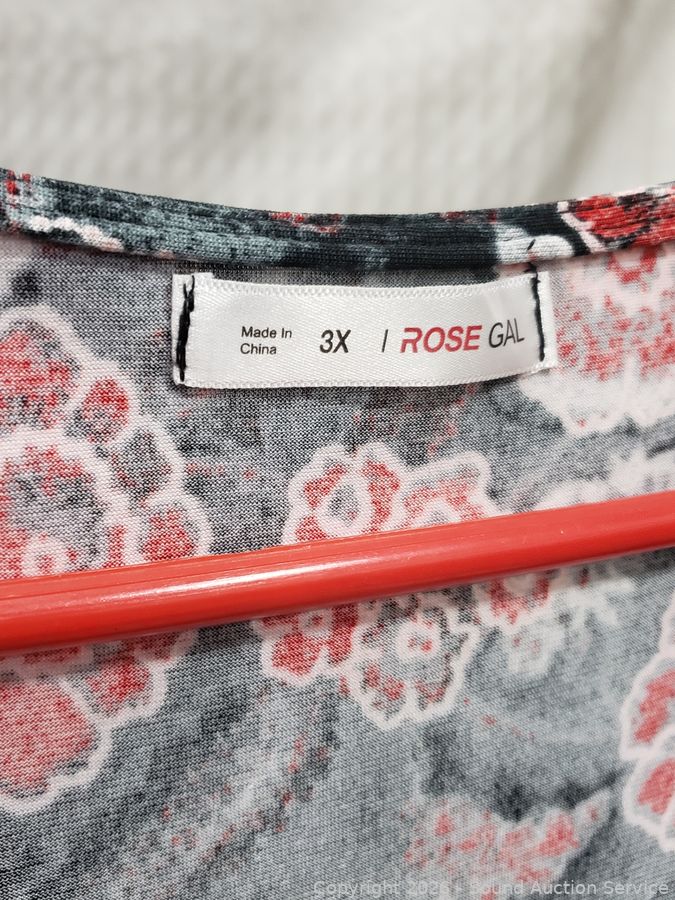 Made In
China
3X
I ROSE GAL
Copyright 2026 - Sound Auction Service